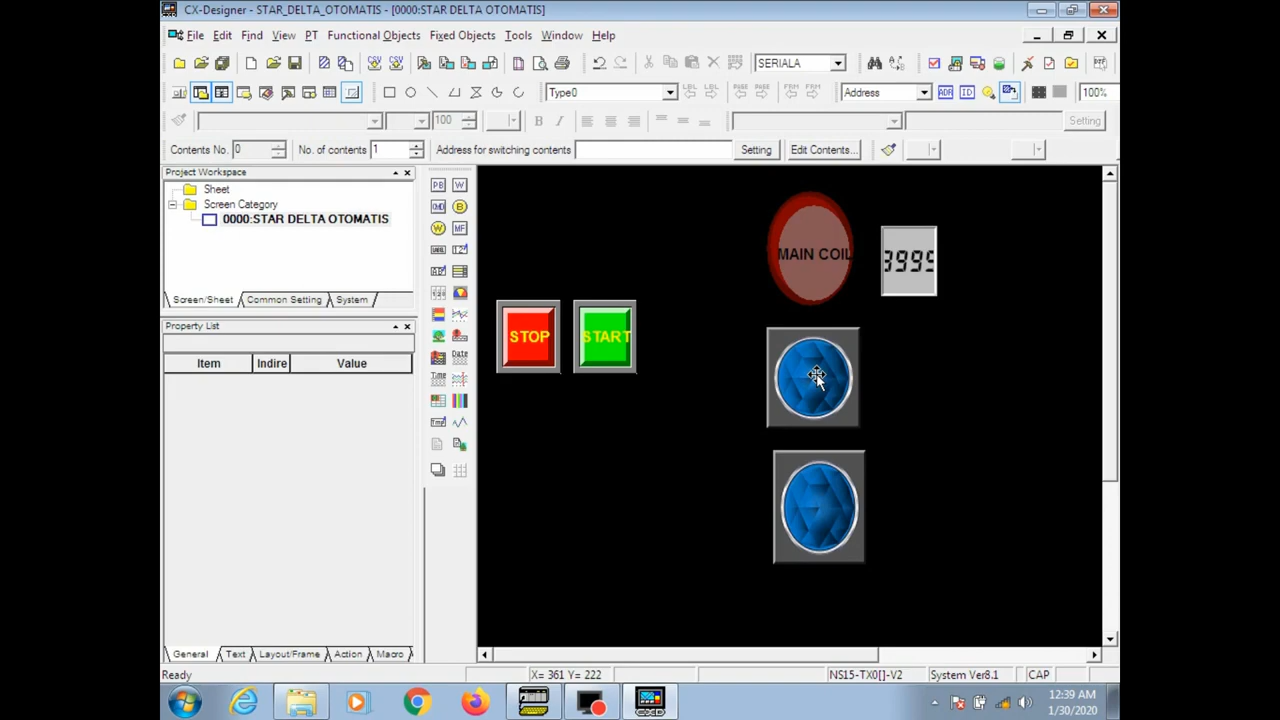 CX-Designer - STAR_DELTA_OTOMATIS - [0000:STAR DELTA OTOMATIS]
File Edit Find View PT Functional Objects Fixed Objects Tools Window Help
SERIALA
Type0 Address 100%
100 B I Setting
Contents No. 0 No. of contents 1 Address for switching contents Setting Edit Contents...
Project Workspace
Sheet
Screen Category
0000:STAR DELTA OTOMATIS
Screen/Sheet Common Setting System
Property List
Item Indire Value
General Text Layout/Frame Action Macro
MAIN COIL
9999
STOP START
Ready X= 361 Y= 222 NS15-TX0[]-V2 System Ver8.1 CAP
12:39 AM
1/30/2020